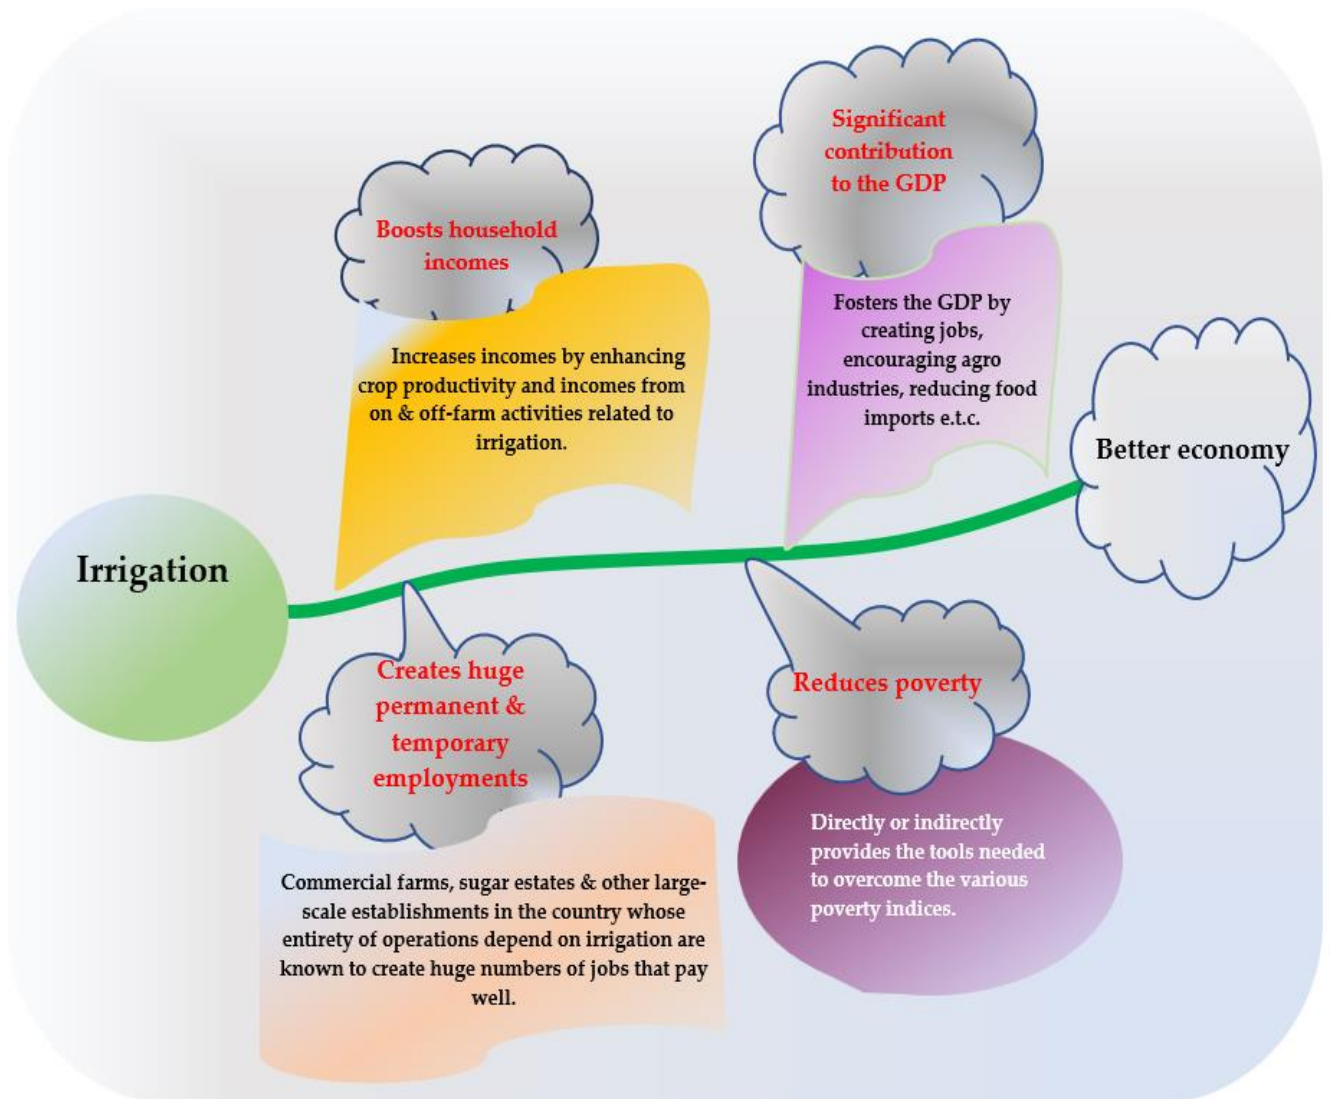 Significant
contribution
to the GDP
Boosts household
incomes
Fosters the GDP by
creating jobs,
encouraging agro
industries, reducing food
imports e.t.c.
Increases incomes by enhancing
crop productivity and incomes from
on & off-farm activities related to
irrigation.
Better economy
Irrigation
Creates huge
permanent &
temporary
employments
Reduces poverty
Directly or indirectly
provides the tools needed
to overcome the various
poverty indices.
Commercial farms, sugar estates & other large-
scale establishments in the country whose
entirety of operations depend on irrigation are
known to create huge numbers of jobs that pay
well.